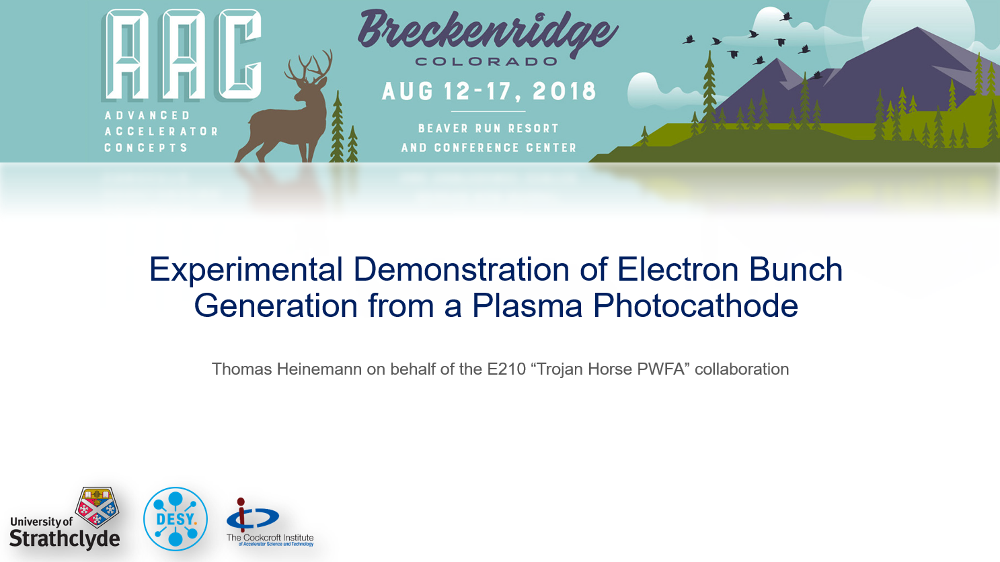 AAC
ADVANCED
ACCELERATOR
CONCEPTS
Breckenridge
COLORADO
AUG 12-17, 2018
BEAVER RUN RESORT
AND CONFERENCE CENTER
Experimental Demonstration of Electron Bunch
Generation from a Plasma Photocathode
Thomas Heinemann on behalf of the E210 “Trojan Horse PWFA” collaboration
University of
Strathclyde
DESY.
The Cockcroft Institute
of Accelerator Science and Technology